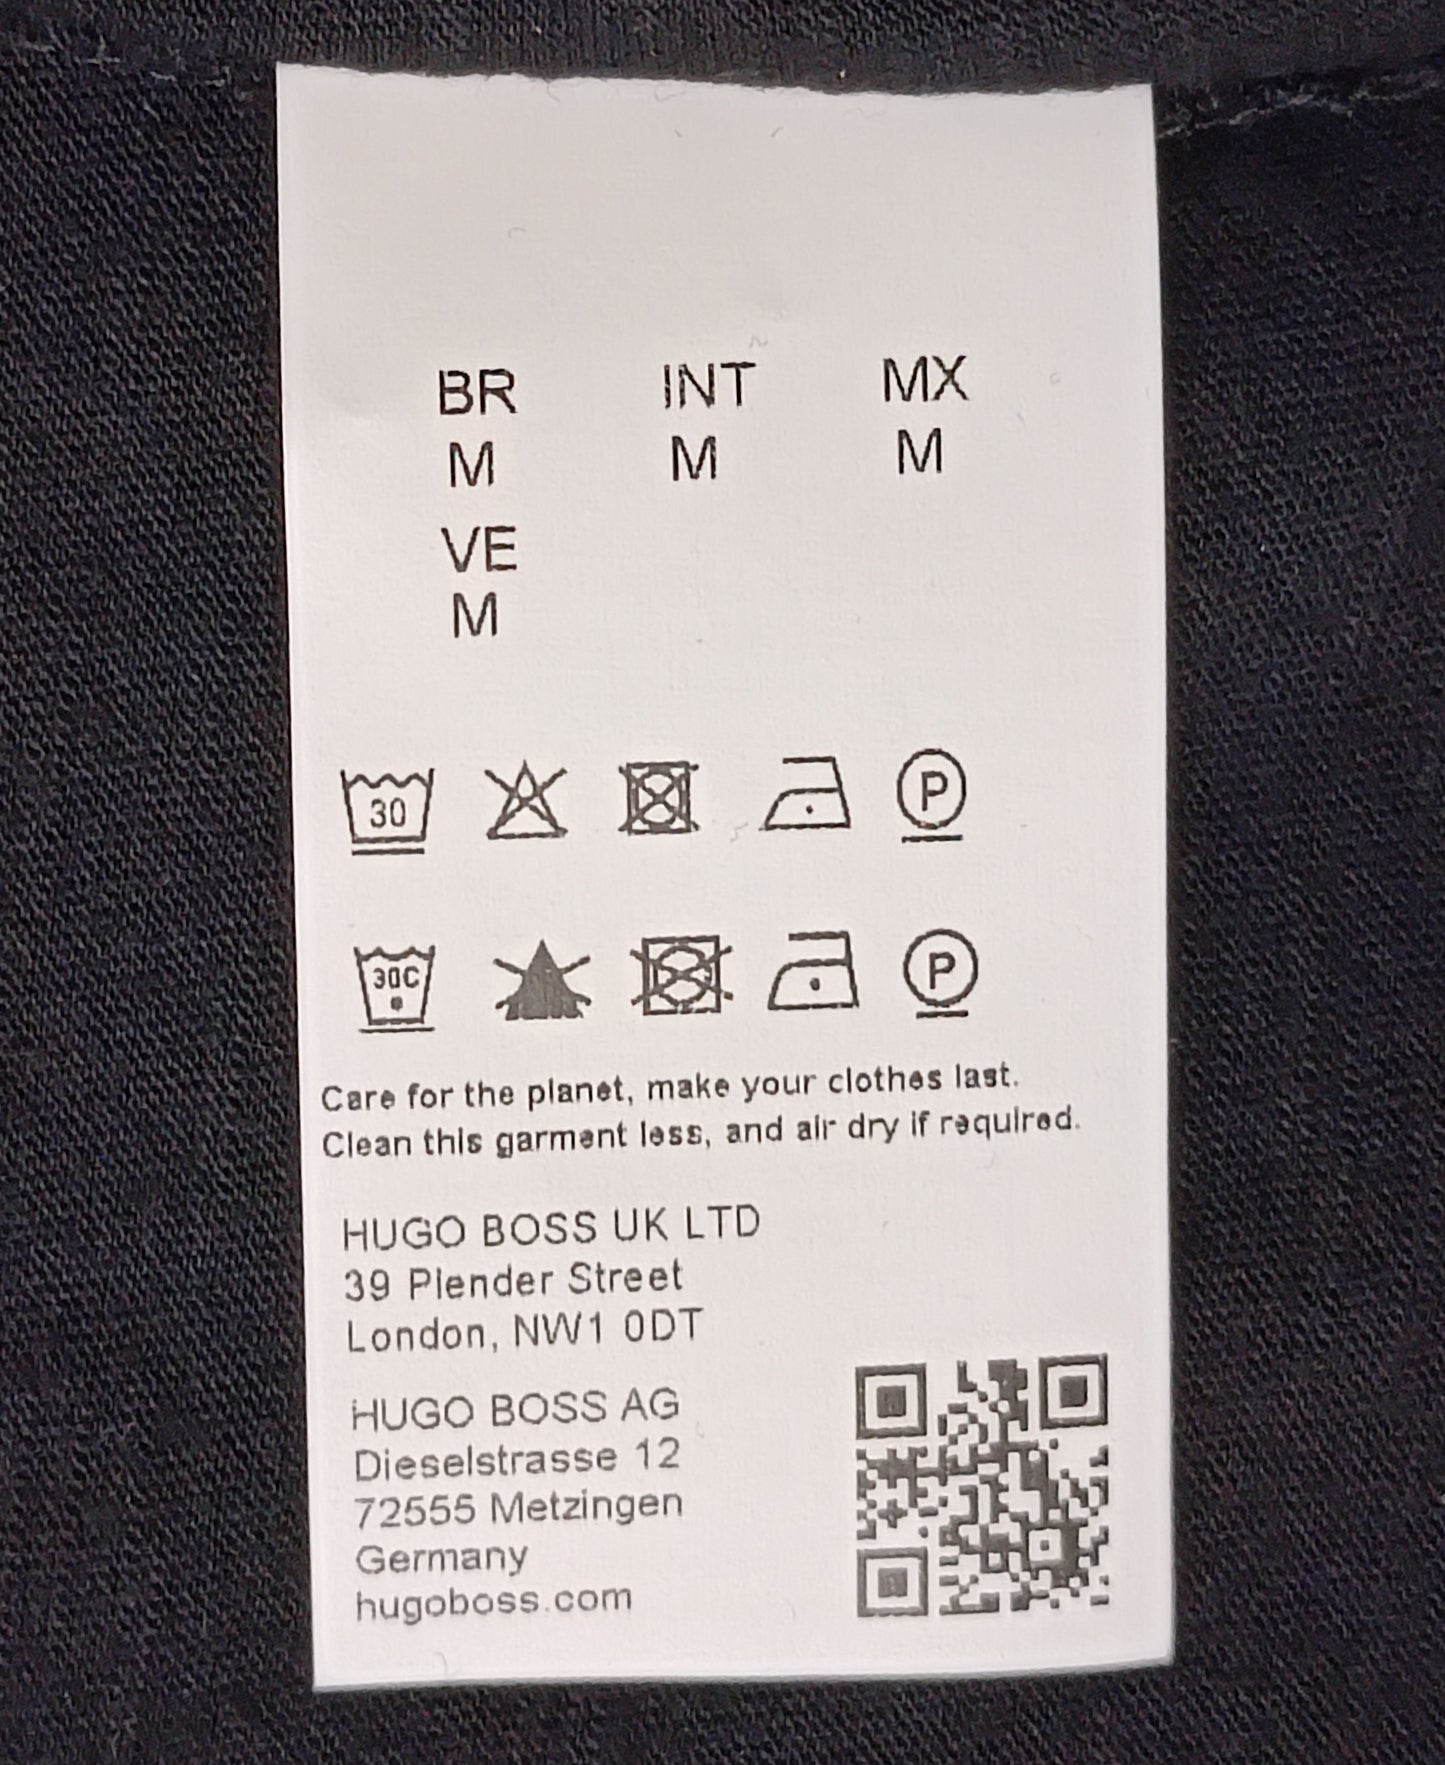 BR INT MX
M M M
VE
M
30 P
30C P
Care for the planet, make your clothes last.
Clean this garment less, and air dry if required.
HUGO BOSS UK LTD
39 Plender Street
London, NW1 0DT
HUGO BOSS AG
Dieselstrasse 12
72555 Metzingen
Germany
hugoboss.com